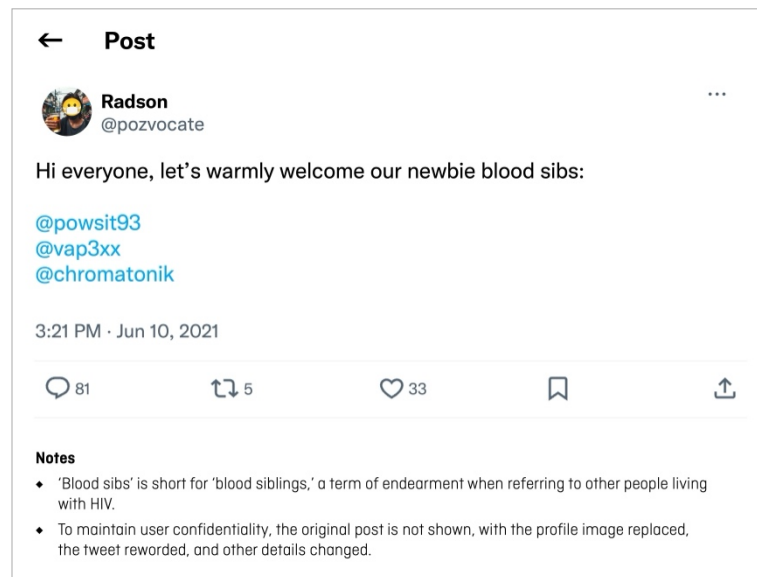 ← Post
Radson
@pozvocate
...
Hi everyone, let’s warmly welcome our newbie blood sibs:
@powsit93
@vap3xx
@chromatonik
3:21 PM · Jun 10, 2021
81 5 33
Notes
◆ ‘Blood sibs’ is short for ‘blood siblings,’ a term of endearment when referring to other people living
with HIV.
◆ To maintain user confidentiality, the original post is not shown, with the profile image replaced,
the tweet reworded, and other details changed.